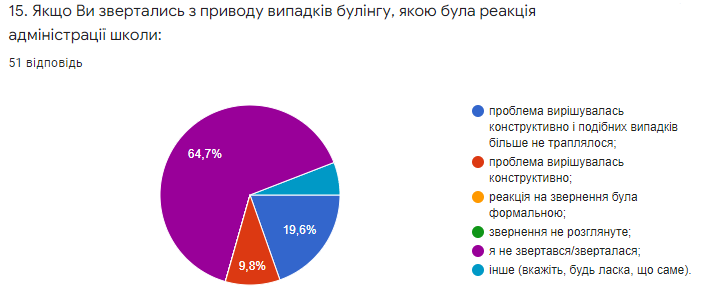 15. Якщо Ви звертались з приводу випадків булінгу, якою була реакція
адміністрації школи:
51 відповідь
64,7%
19,6%
9,8%
проблема вирішувалась
конструктивно і подібних випадків
більше не траплялося;
проблема вирішувалась
конструктивно;
реакція на звернення була
формальною;
звернення не розглянуте;
я не звертався/зверталася;
інше (вкажіть, будь ласка, що саме).